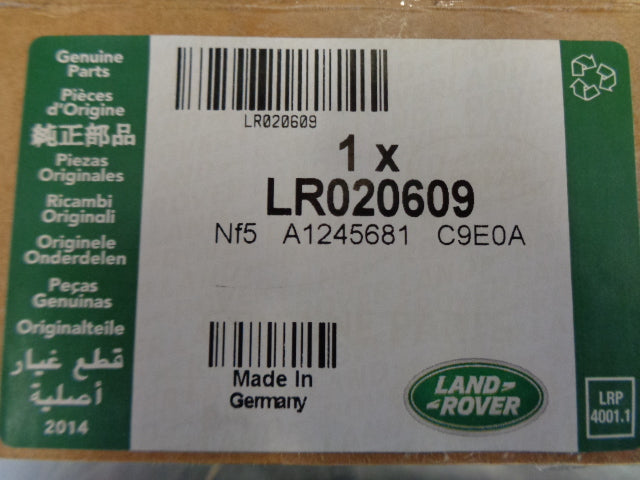 Genuine
Parts
Pièces
d'Origine
純正部品
Piezas
Originales
Ricambi
Originali
Originele
Onderdelen
Peças
Genuinas
Originalteile
قطع غيار
أصلية
2014
LR020609
1 x
LR020609
Nf5 A1245681 C9E0A
Made In
Germany
LAND
ROVER
LRP
4001.1